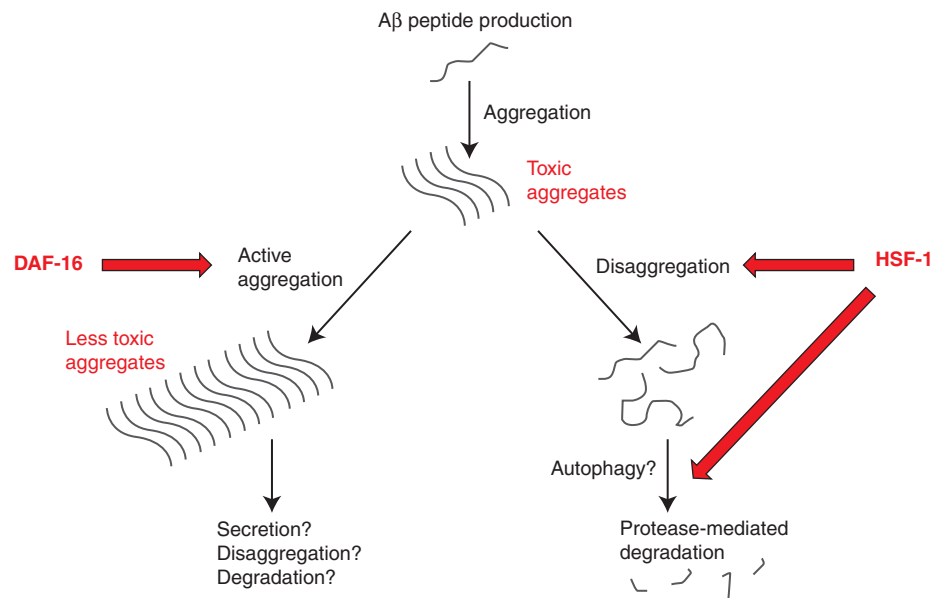 Aβ peptide production
Aggregation
Toxic
aggregates
DAF-16
Active
aggregation
Disaggregation
HSF-1
Less toxic
aggregates
Autophagy?
Secretion?
Disaggregation?
Degradation?
Protease-mediated
degradation